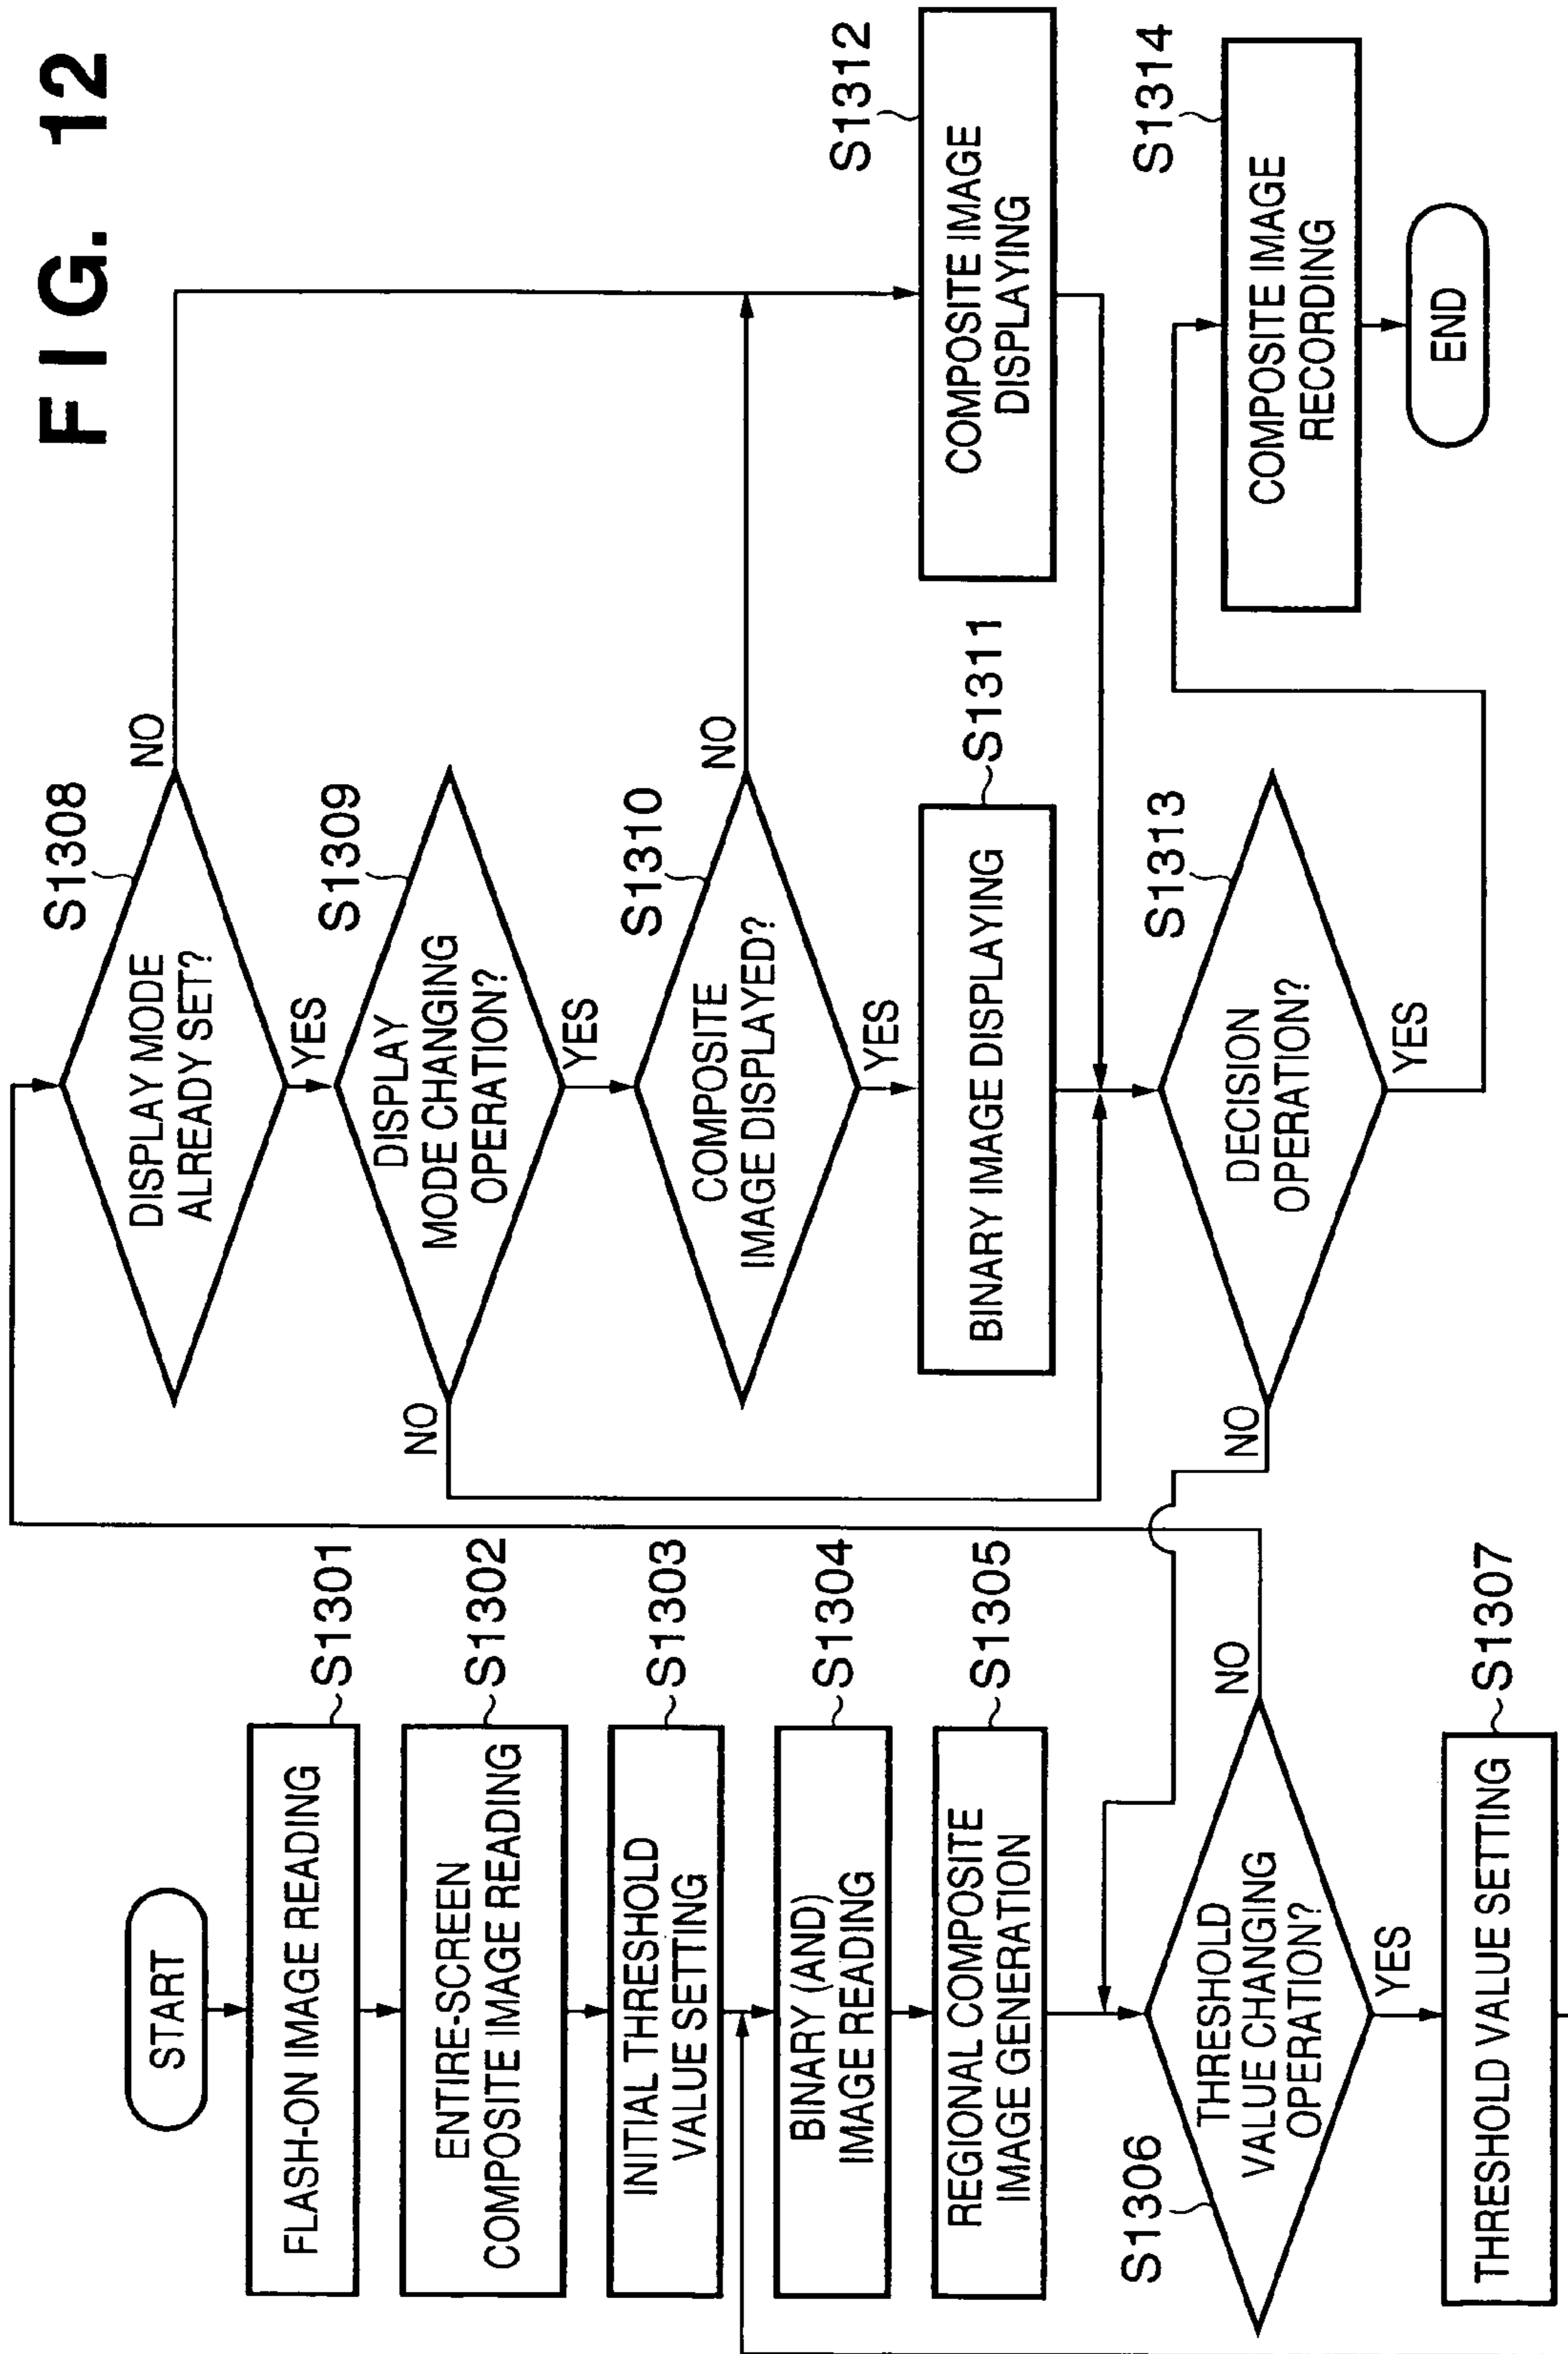 FIG. 12
START
FLASH-ON IMAGE READING
S1301
ENTIRE-SCREEN
COMPOSITE IMAGE READING
S1302
INITIAL THRESHOLD
VALUE SETTING
S1303
BINARY (AND)
IMAGE READING
S1304
REGIONAL COMPOSITE
IMAGE GENERATION
S1305
S1306
THRESHOLD
VALUE CHANGING
OPERATION?
NO
YES
THRESHOLD VALUE SETTING
S1307
S1308
DISPLAY MODE
ALREADY SET?
NO
YES
S1309
DISPLAY
MODE CHANGING
OPERATION?
NO
YES
S1310
COMPOSITE
IMAGE DISPLAYED?
NO
YES
S1311
BINARY IMAGE DISPLAYING
S1312
COMPOSITE IMAGE
DISPLAYING
S1313
DECISION
OPERATION?
NO
YES
S1314
COMPOSITE IMAGE
RECORDING
END